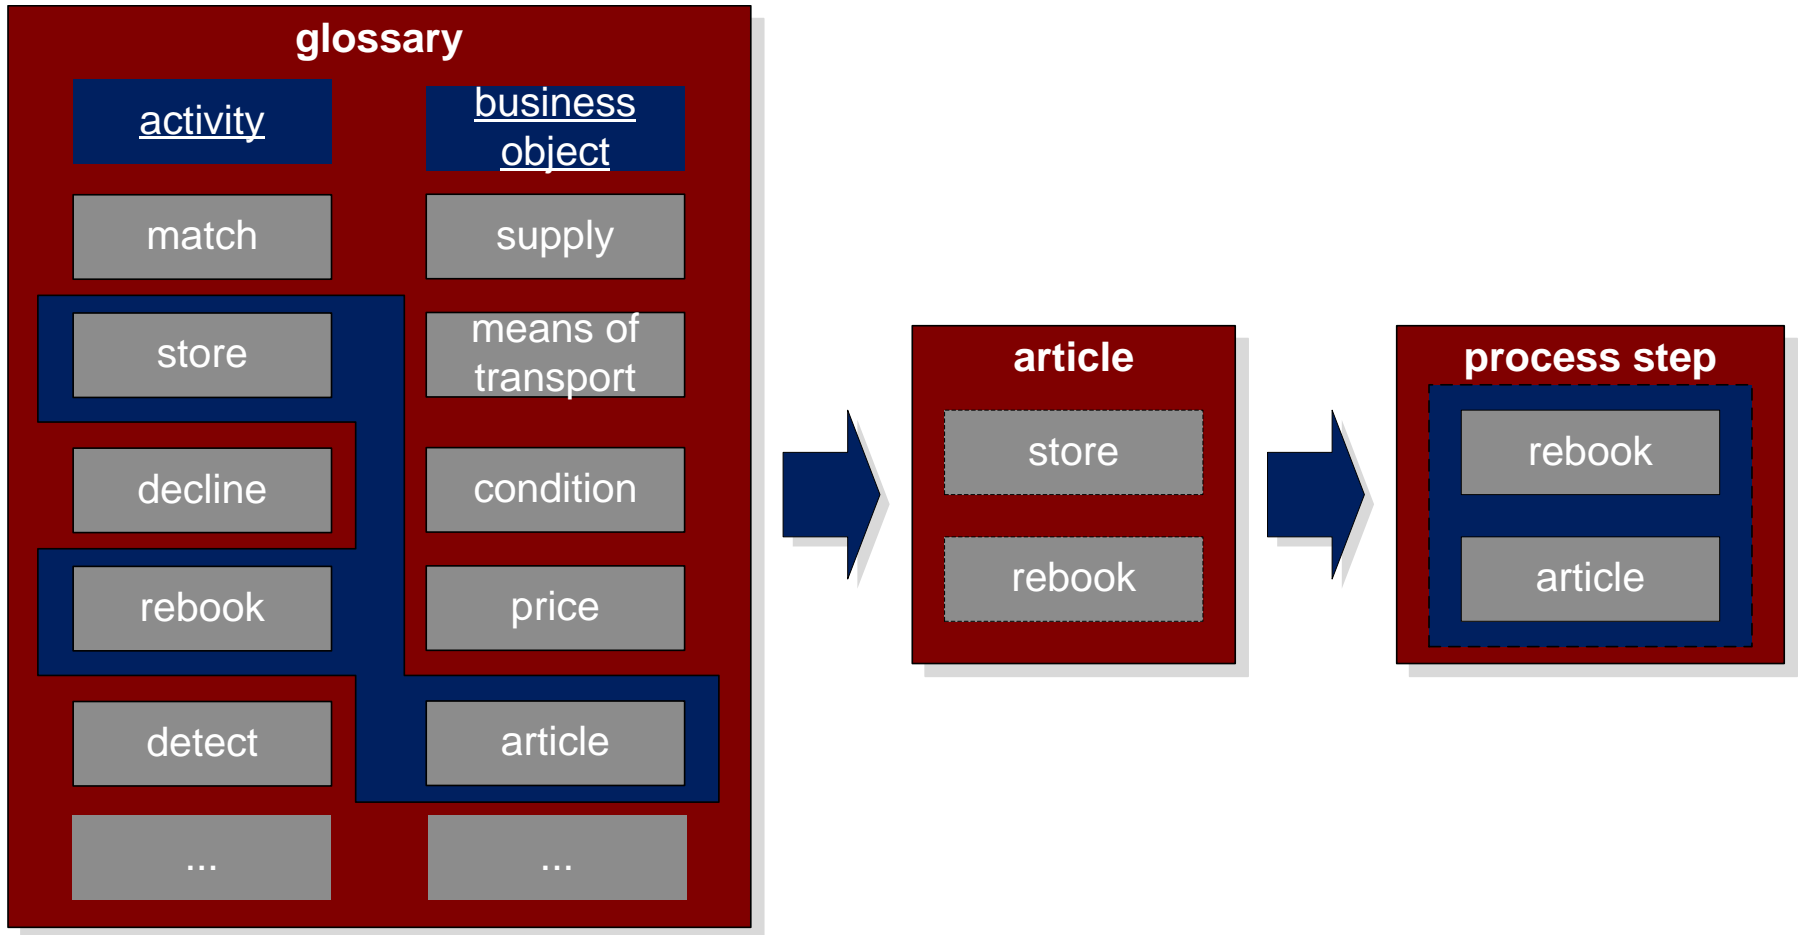 glossary
activity
business
object
match
supply
store
means of
transport
decline
condition
rebook
price
detect
article
...
...
article
store
rebook
process step
rebook
article